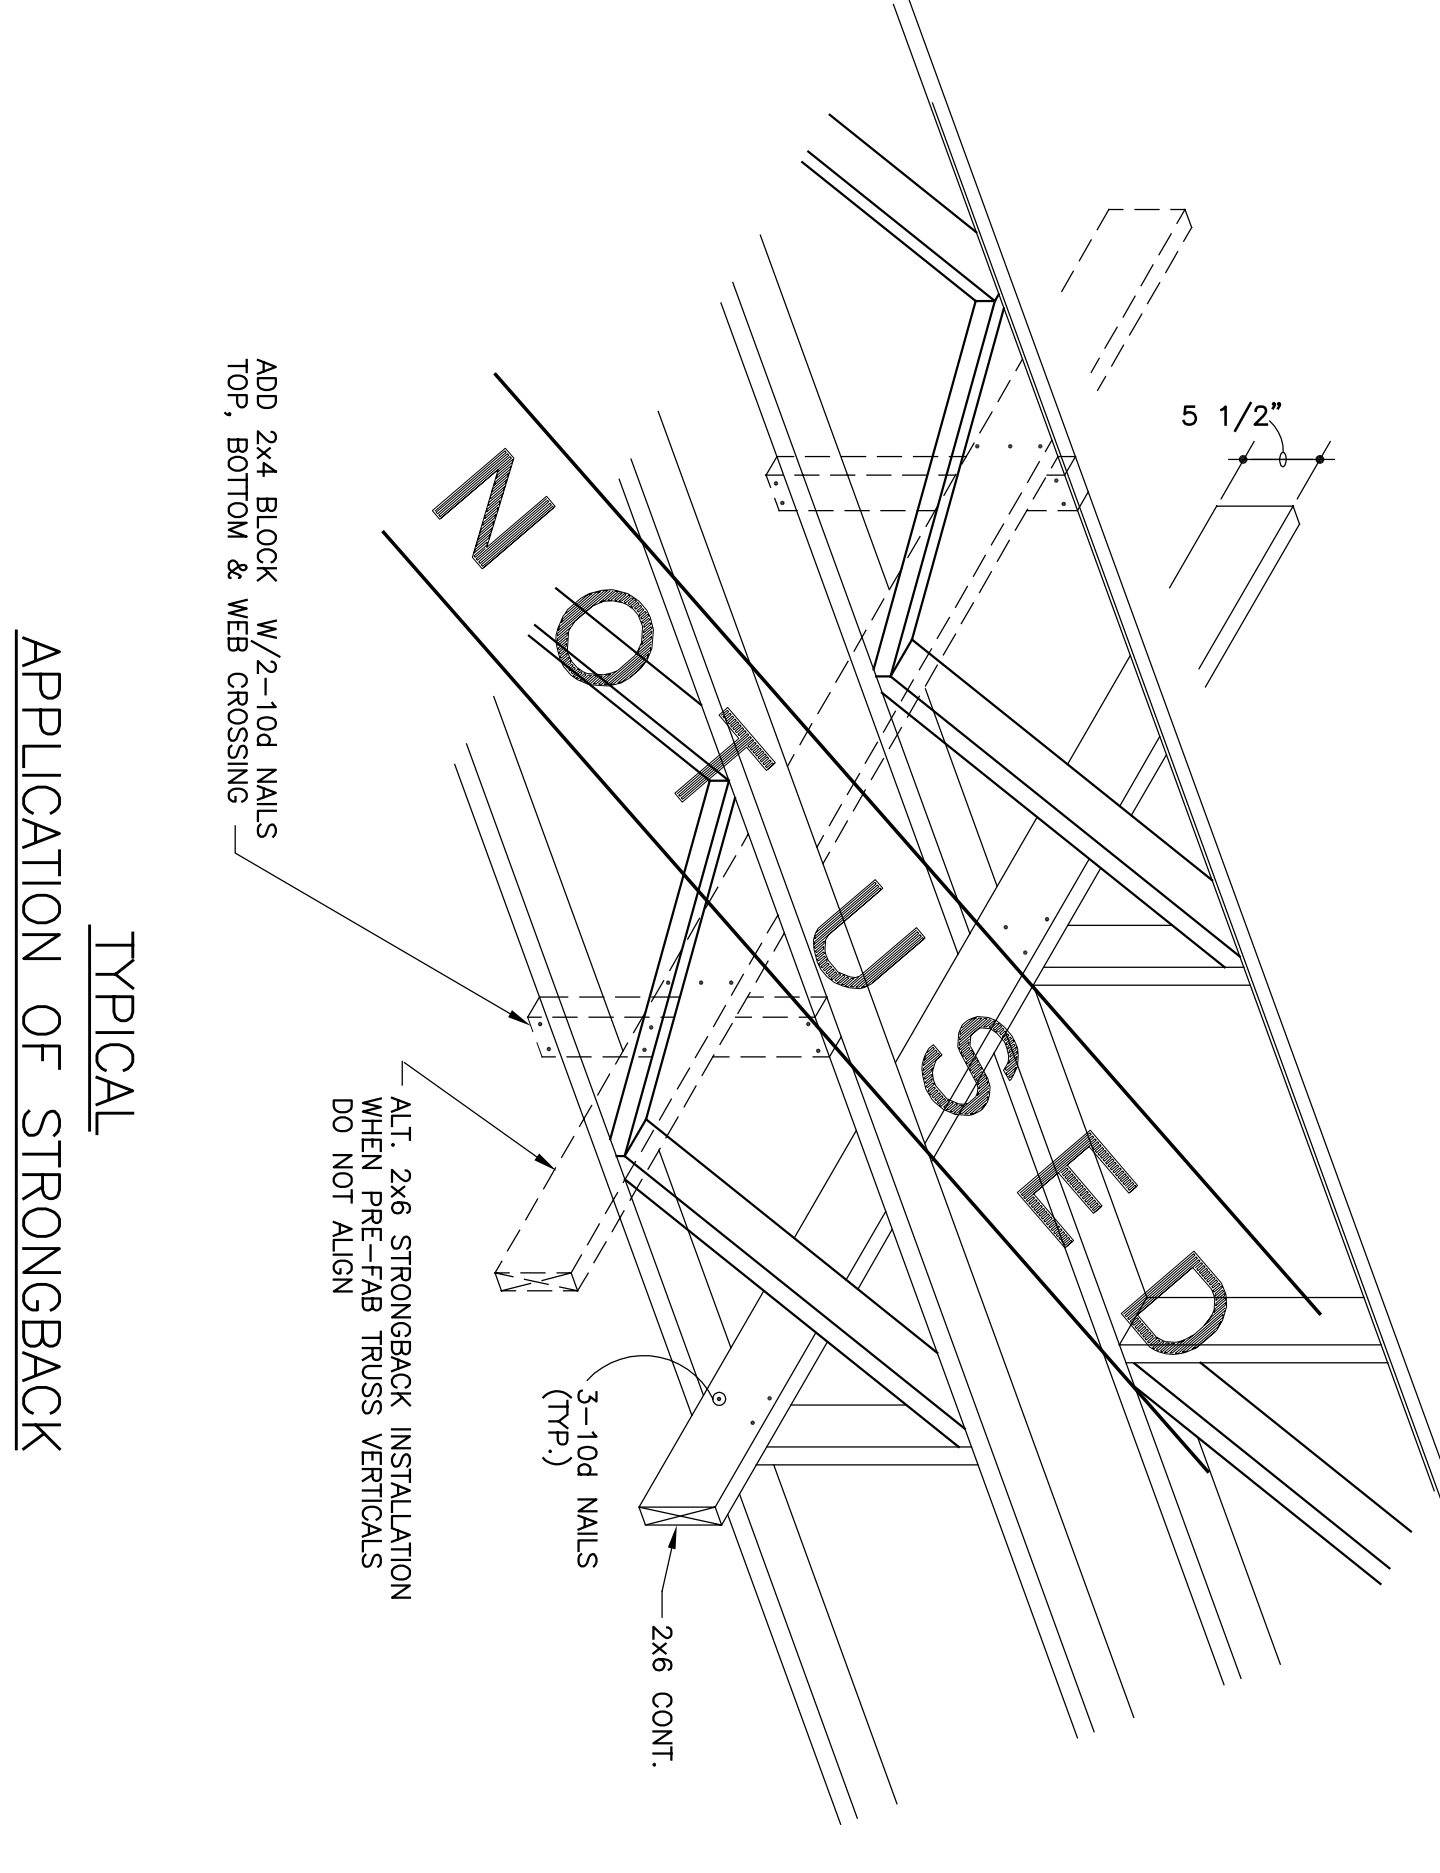 5 1/2"
NOT USED
ADD 2x4 BLOCK W/2-10d NAILS
TOP, BOTTOM & WEB CROSSING
ALT. 2x6 STRONGBACK INSTALLATION
WHEN PRE-FAB TRUSS VERTICALS
DO NOT ALIGN
3-10d NAILS
(TYP.)
2x6 CONT.
TYPICAL
APPLICATION OF STRONGBACK